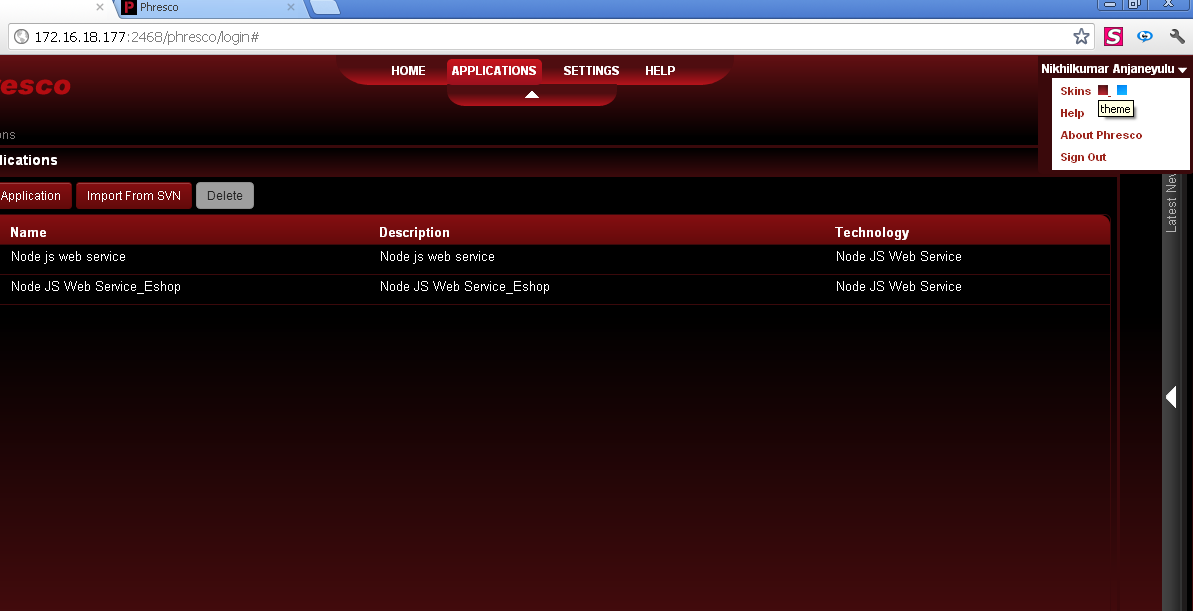 Phresco
172.16.18.177:2468/phresco/login#
esco
HOME APPLICATIONS SETTINGS HELP
Nikhilkumar Anjaneyulu
Skins
theme
Help
About Phresco
Sign Out
ons
lications
Application Import From SVN Delete
Latest New
Name Description Technology
Node js web service Node js web service Node JS Web Service
Node JS Web Service_Eshop Node JS Web Service_Eshop Node JS Web Service